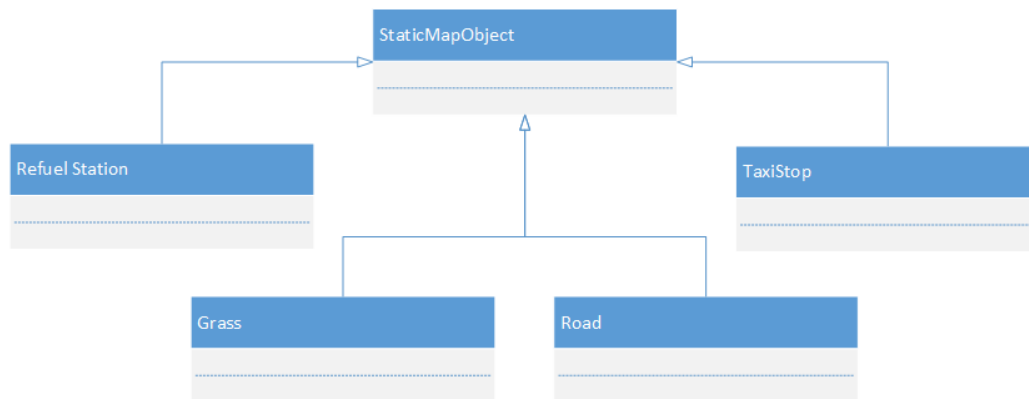 StaticMapObject
Refuel Station
TaxiStop
Grass
Road